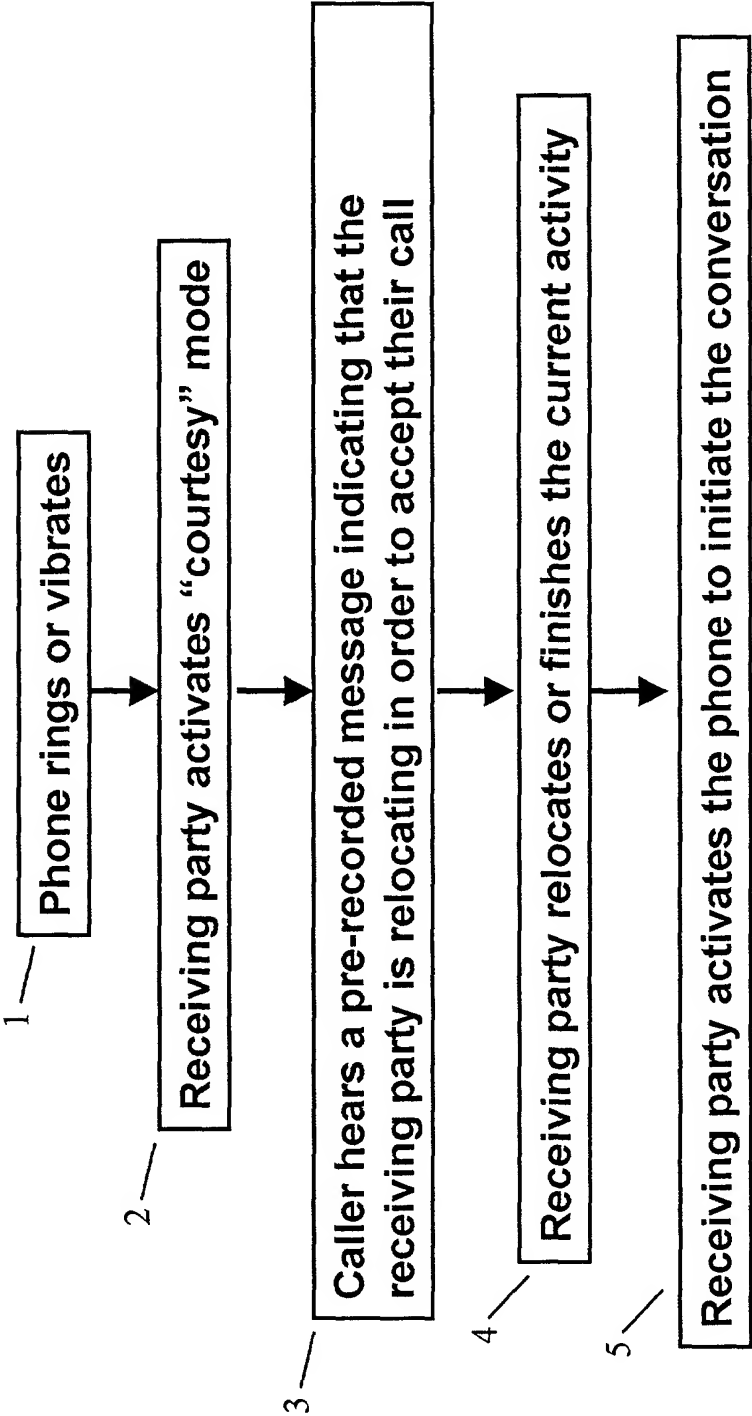 1
Phone rings or vibrates
2
Receiving party activates “courtesy” mode
3
Caller hears a pre-recorded message indicating that the
receiving party is relocating in order to accept their call
4
Receiving party relocates or finishes the current activity
5
Receiving party activates the phone to initiate the conversation